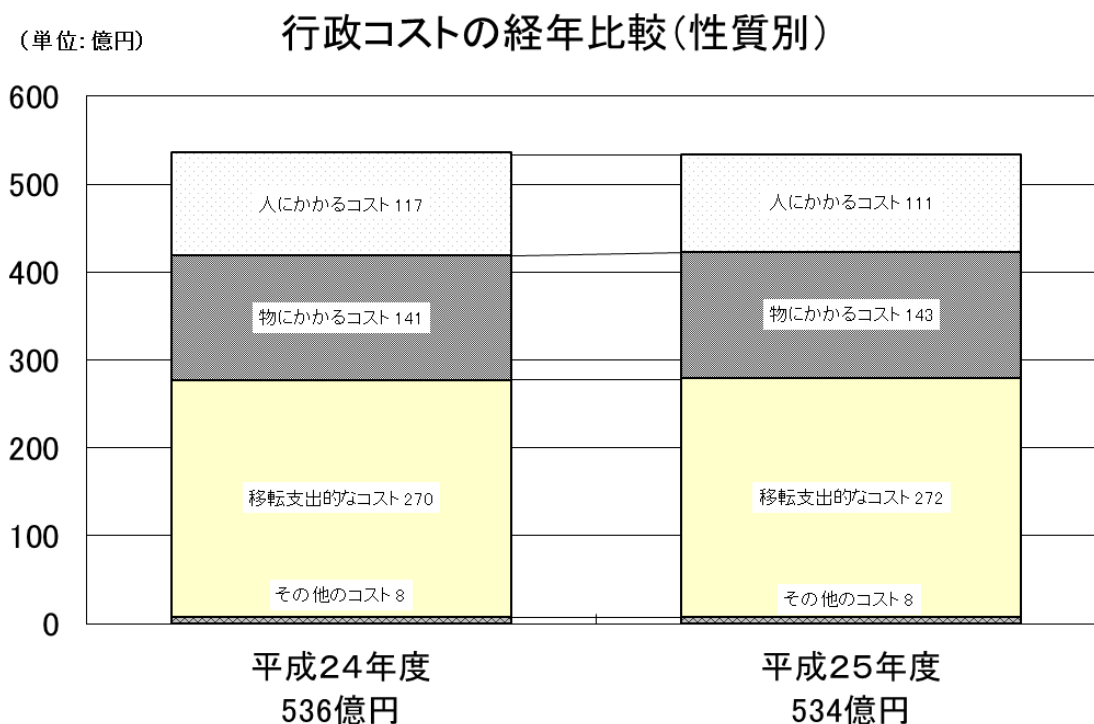 （単位：億円）
行政コストの経年比較（性質別）
600
500
400
300
200
100
0
人にかかるコスト 117
物にかかるコスト 141
移転支出的なコスト 270
その他のコスト 8
人にかかるコスト 111
物にかかるコスト 143
移転支出的なコスト 272
その他のコスト 8
平成２４年度
536億円
平成２５年度
534億円